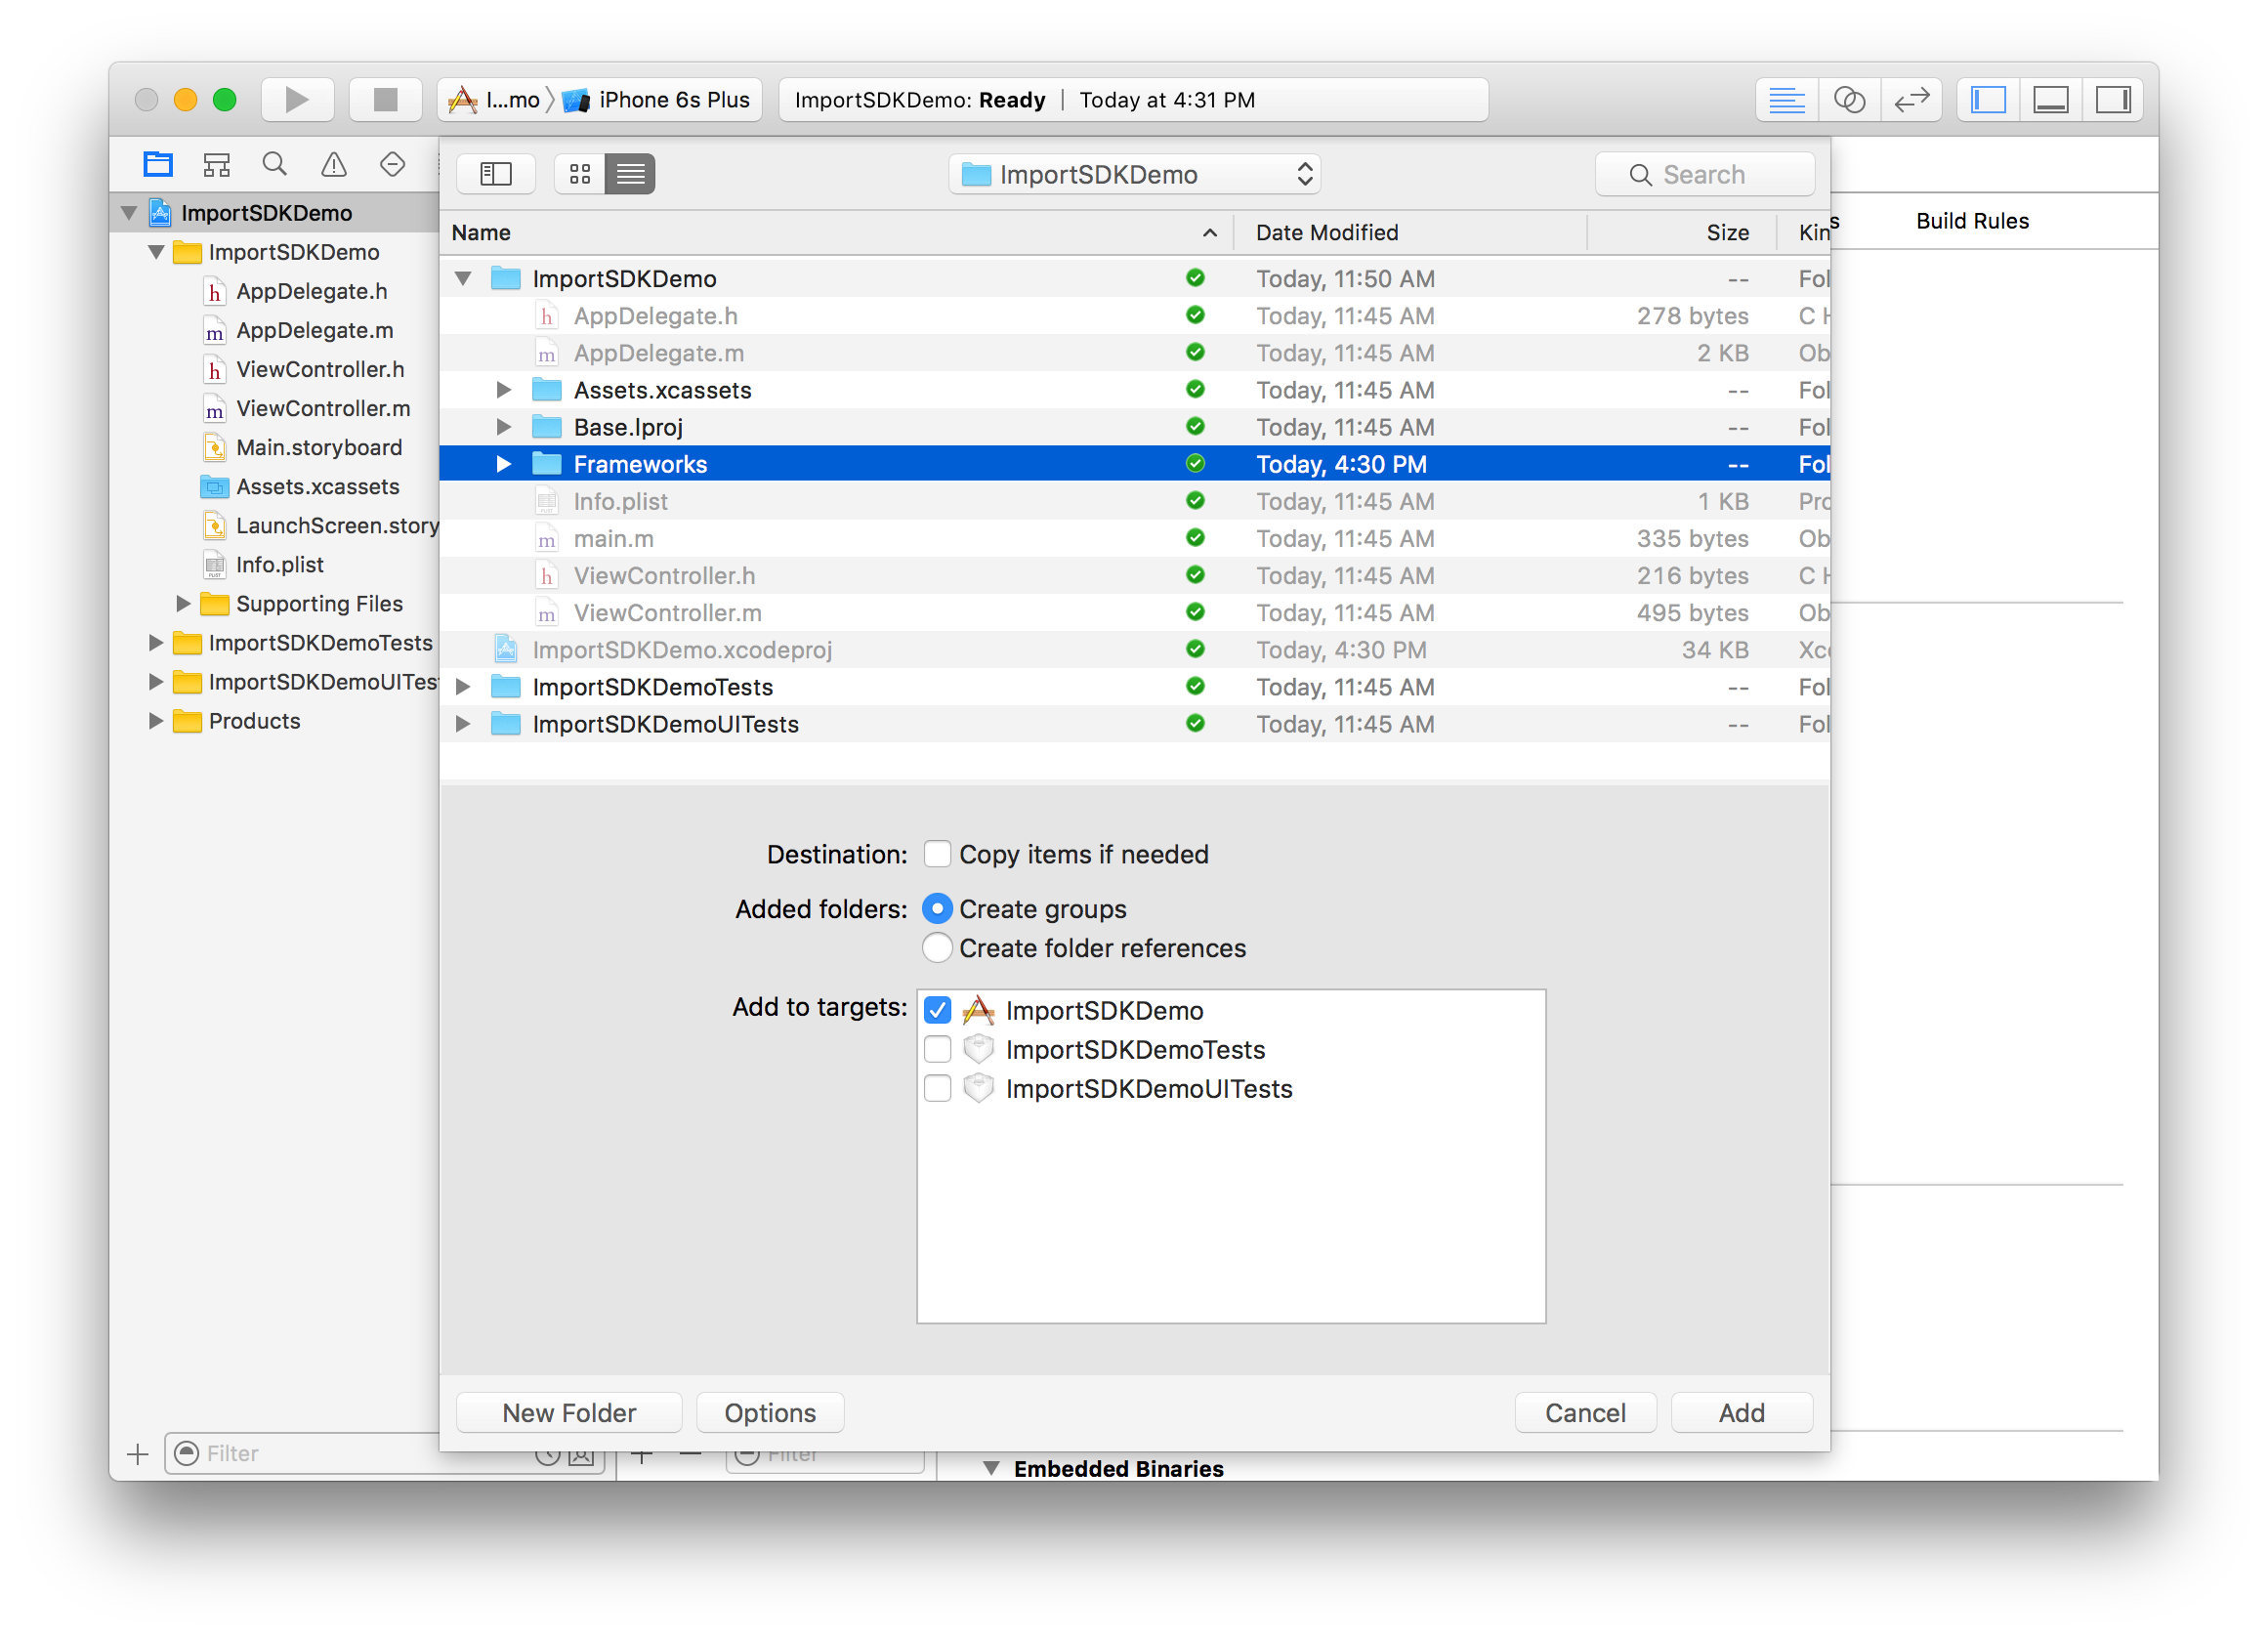 I...mo iPhone 6s Plus ImportSDKDemo: Ready | Today at 4:31 PM
ImportSDKDemo Search
ImportSDKDemo
ImportSDKDemo
AppDelegate.h
AppDelegate.m
ViewController.h
ViewController.m
Main.storyboard
Assets.xcassets
LaunchScreen.story
Info.plist
Supporting Files
ImportSDKDemoTests
ImportSDKDemoUITes
Products
Filter
Name Date Modified Size Kin
ImportSDKDemo Today, 11:50 AM -- Fol
AppDelegate.h Today, 11:45 AM 278 bytes C H
AppDelegate.m Today, 11:45 AM 2 KB Ob
Assets.xcassets Today, 11:45 AM -- Fol
Base.lproj Today, 11:45 AM -- Fol
Frameworks Today, 4:30 PM -- Fol
Info.plist Today, 11:45 AM 1 KB Pro
main.m Today, 11:45 AM 335 bytes Ob
ViewController.h Today, 11:45 AM 216 bytes C H
ViewController.m Today, 11:45 AM 495 bytes Ob
ImportSDKDemo.xcodeproj Today, 4:30 PM 34 KB Xco
ImportSDKDemoTests Today, 11:45 AM -- Fol
ImportSDKDemoUITests Today, 11:45 AM -- Fol
s Build Rules
Destination: Copy items if needed
Added folders: Create groups
Create folder references
Add to targets: ImportSDKDemo
ImportSDKDemoTests
ImportSDKDemoUITests
New Folder Options Cancel Add
Filter
Embedded Binaries